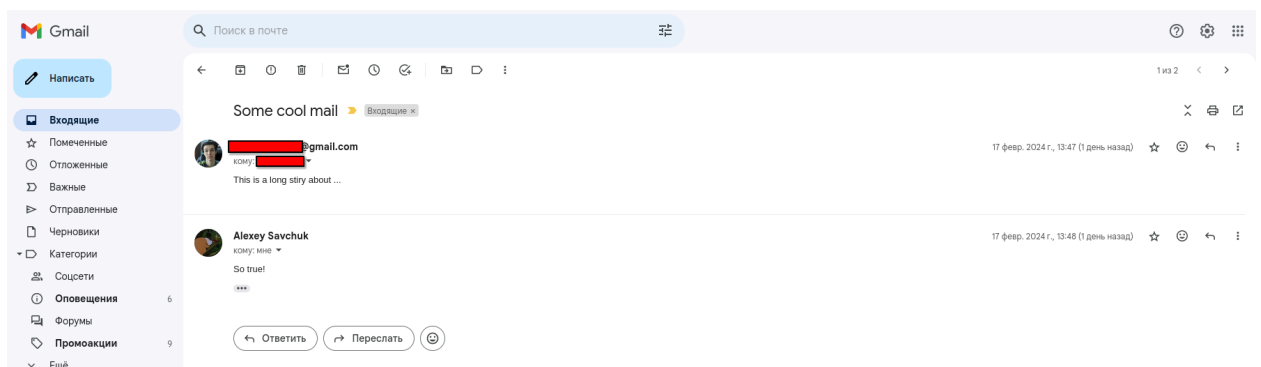 Gmail
Поиск в почте
Написать
1 из 2
Входящие
Помеченные
Отложенные
Важные
Отправленные
Черновики
Категории
Соцсети
Оповещения 6
Форумы
Промоакции 9
Ещё
Some cool mail Входящие ×
@gmail.com 17 февр. 2024 г., 13:47 (1 день назад)
кому:
This is a long stiry about ...
Alexey Savchuk 17 февр. 2024 г., 13:48 (1 день назад)
кому: мне
So true!
Ответить Переслать